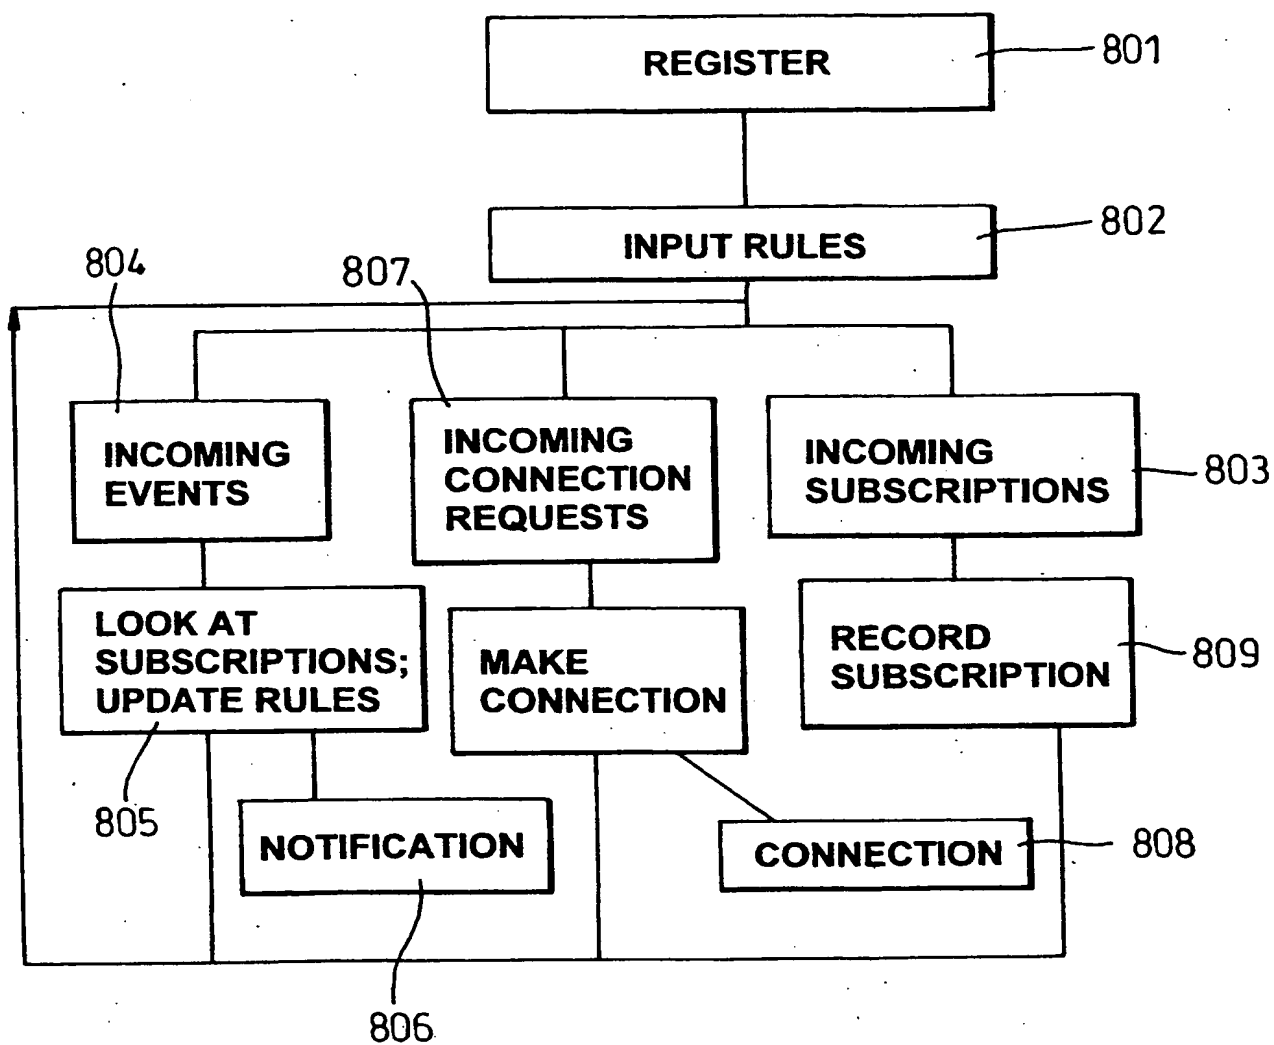 REGISTER
801
INPUT RULES
802
804
807
INCOMING
EVENTS
INCOMING
CONNECTION
REQUESTS
INCOMING
SUBSCRIPTIONS
803
LOOK AT
SUBSCRIPTIONS;
UPDATE RULES
MAKE
CONNECTION
RECORD
SUBSCRIPTION
809
805
NOTIFICATION
CONNECTION
808
806